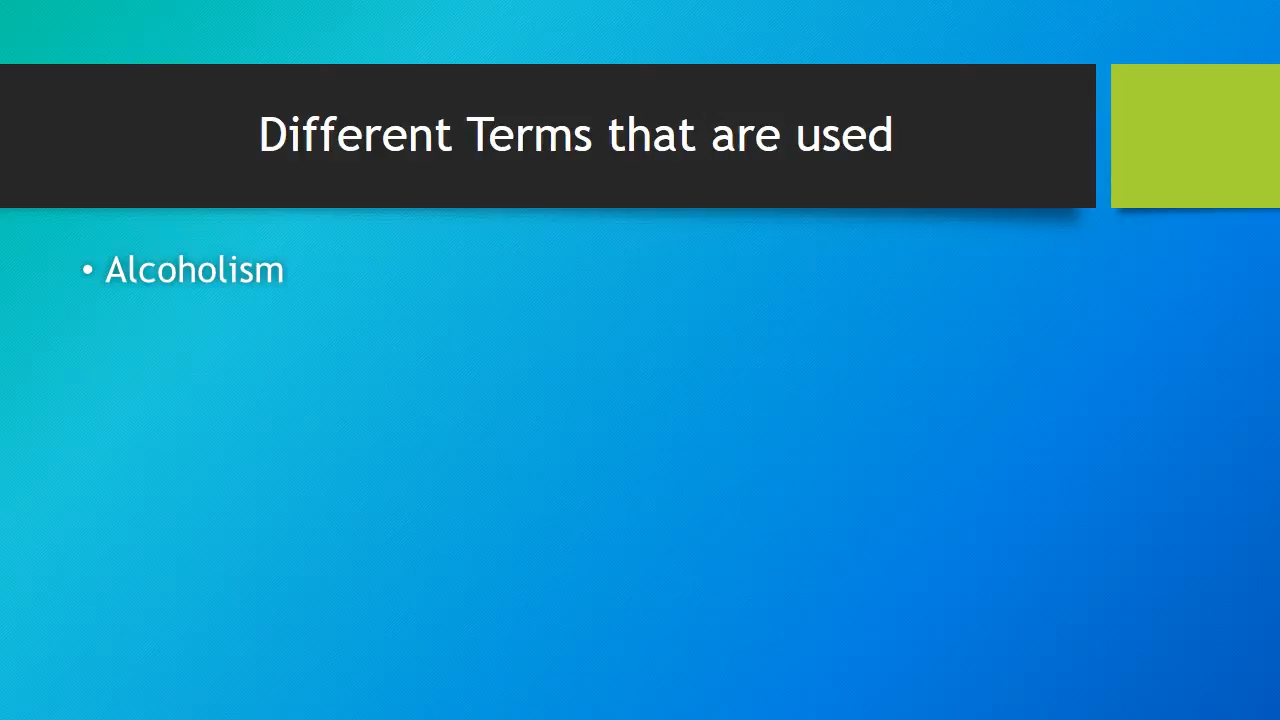 Different Terms that are used
• Alcoholism